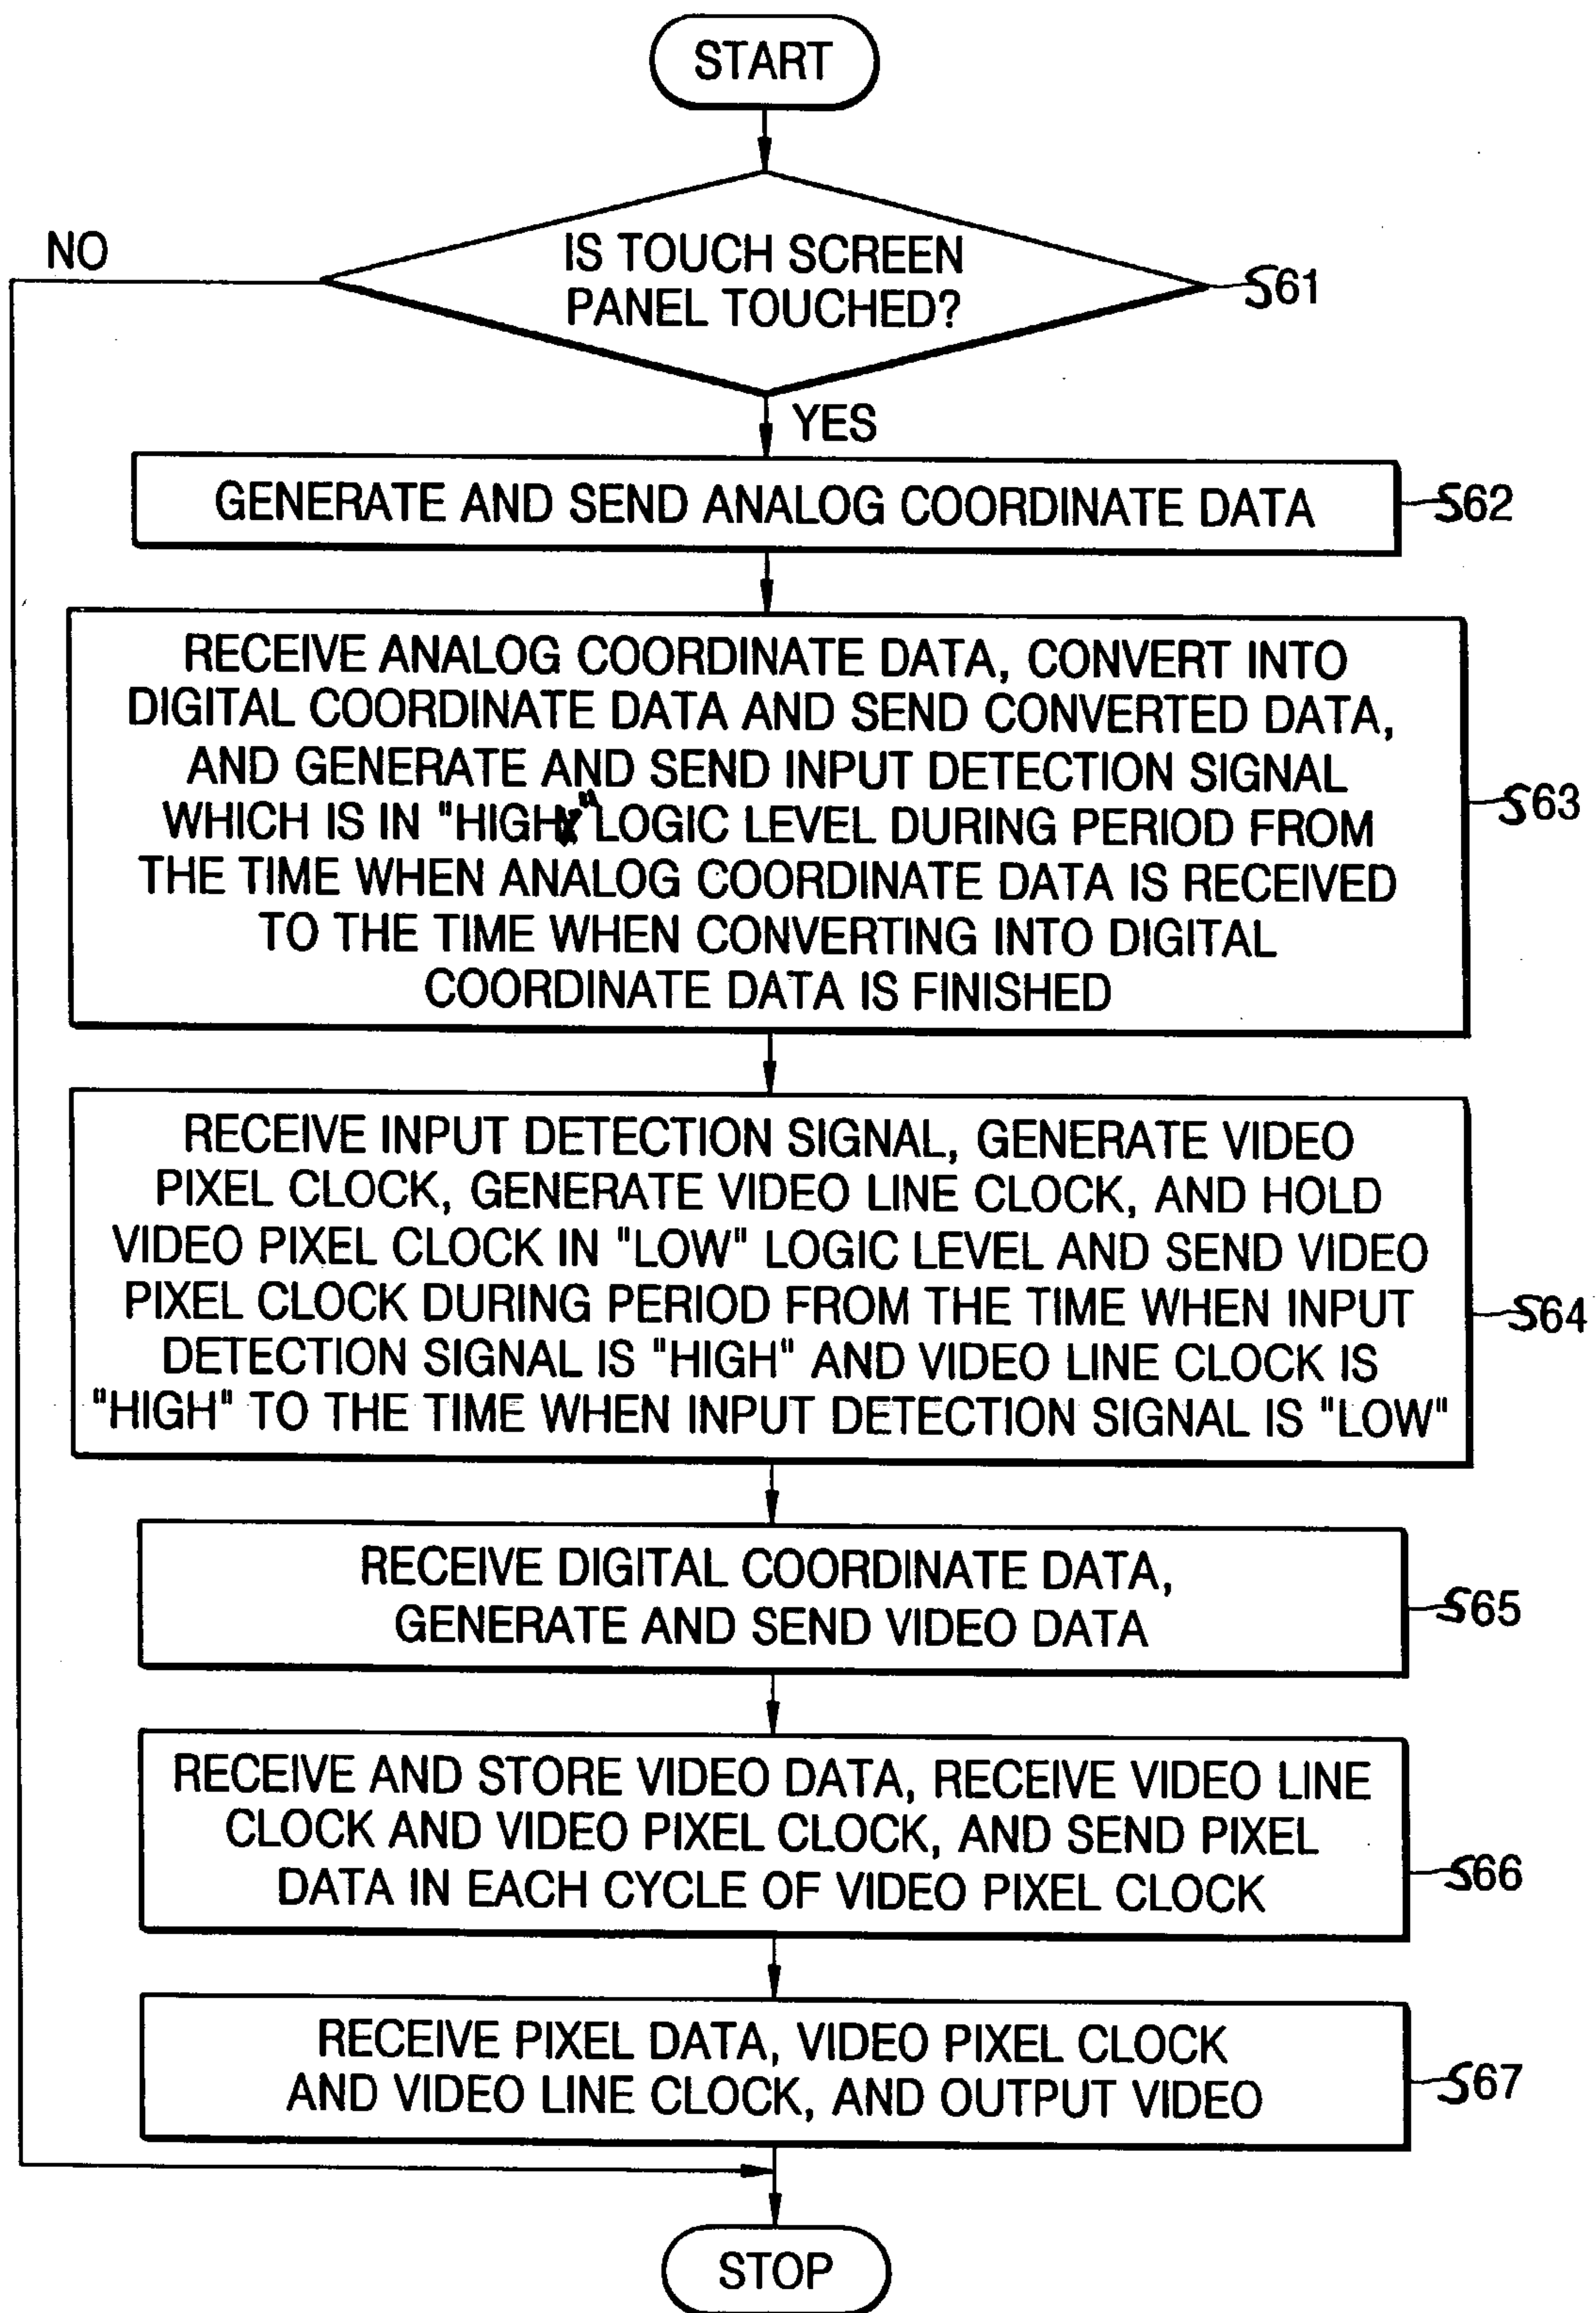 START
NO
IS TOUCH SCREEN
PANEL TOUCHED?
S61
YES
GENERATE AND SEND ANALOG COORDINATE DATA
S62
RECEIVE ANALOG COORDINATE DATA, CONVERT INTO
DIGITAL COORDINATE DATA AND SEND CONVERTED DATA,
AND GENERATE AND SEND INPUT DETECTION SIGNAL
WHICH IS IN "HIGH" LOGIC LEVEL DURING PERIOD FROM
THE TIME WHEN ANALOG COORDINATE DATA IS RECEIVED
TO THE TIME WHEN CONVERTING INTO DIGITAL
COORDINATE DATA IS FINISHED
S63
RECEIVE INPUT DETECTION SIGNAL, GENERATE VIDEO
PIXEL CLOCK, GENERATE VIDEO LINE CLOCK, AND HOLD
VIDEO PIXEL CLOCK IN "LOW" LOGIC LEVEL AND SEND VIDEO
PIXEL CLOCK DURING PERIOD FROM THE TIME WHEN INPUT
DETECTION SIGNAL IS "HIGH" AND VIDEO LINE CLOCK IS
"HIGH" TO THE TIME WHEN INPUT DETECTION SIGNAL IS "LOW"
S64
RECEIVE DIGITAL COORDINATE DATA,
GENERATE AND SEND VIDEO DATA
S65
RECEIVE AND STORE VIDEO DATA, RECEIVE VIDEO LINE
CLOCK AND VIDEO PIXEL CLOCK, AND SEND PIXEL
DATA IN EACH CYCLE OF VIDEO PIXEL CLOCK
S66
RECEIVE PIXEL DATA, VIDEO PIXEL CLOCK
AND VIDEO LINE CLOCK, AND OUTPUT VIDEO
S67
STOP